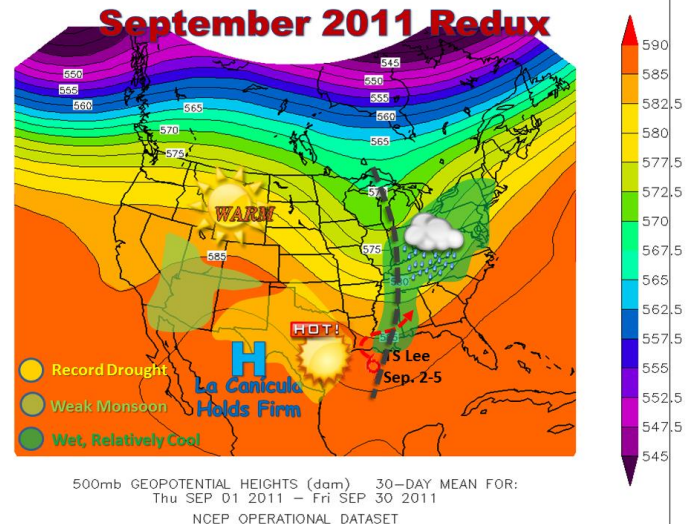 September 2011 Redux
545
550
550
555
555
560
560
565
565
570
575
WARM
575
585
HOT!
H
TS Lee
Sep. 2-5
La Canicula
Holds Firm
Record Drought
Weak Monsoon
Wet, Relatively Cool
590
585
582.5
580
577.5
572.5
570
567.5
565
562.5
557.5
555
552.5
547.5
545
500mb GEOPOTENTIAL HEIGHTS (dam) 30-DAY MEAN FOR:
Thu SEP 01 2011 - Fri SEP 30 2011
NCEP OPERATIONAL DATASET